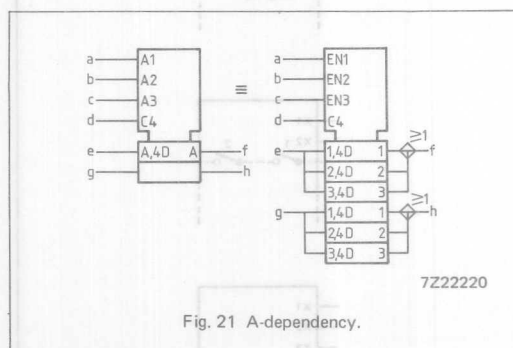 a A1 a EN1
b A2 b EN2
≡
c A3 c EN3
d C4 d C4
≥1
e A,4D A f e 1,4D 1 f
g h 2,4D 2
3,4D 3
≥1
g 1,4D 1 h
2,4D 2
3,4D 3
7Z22220
Fig. 21 A-dependency.